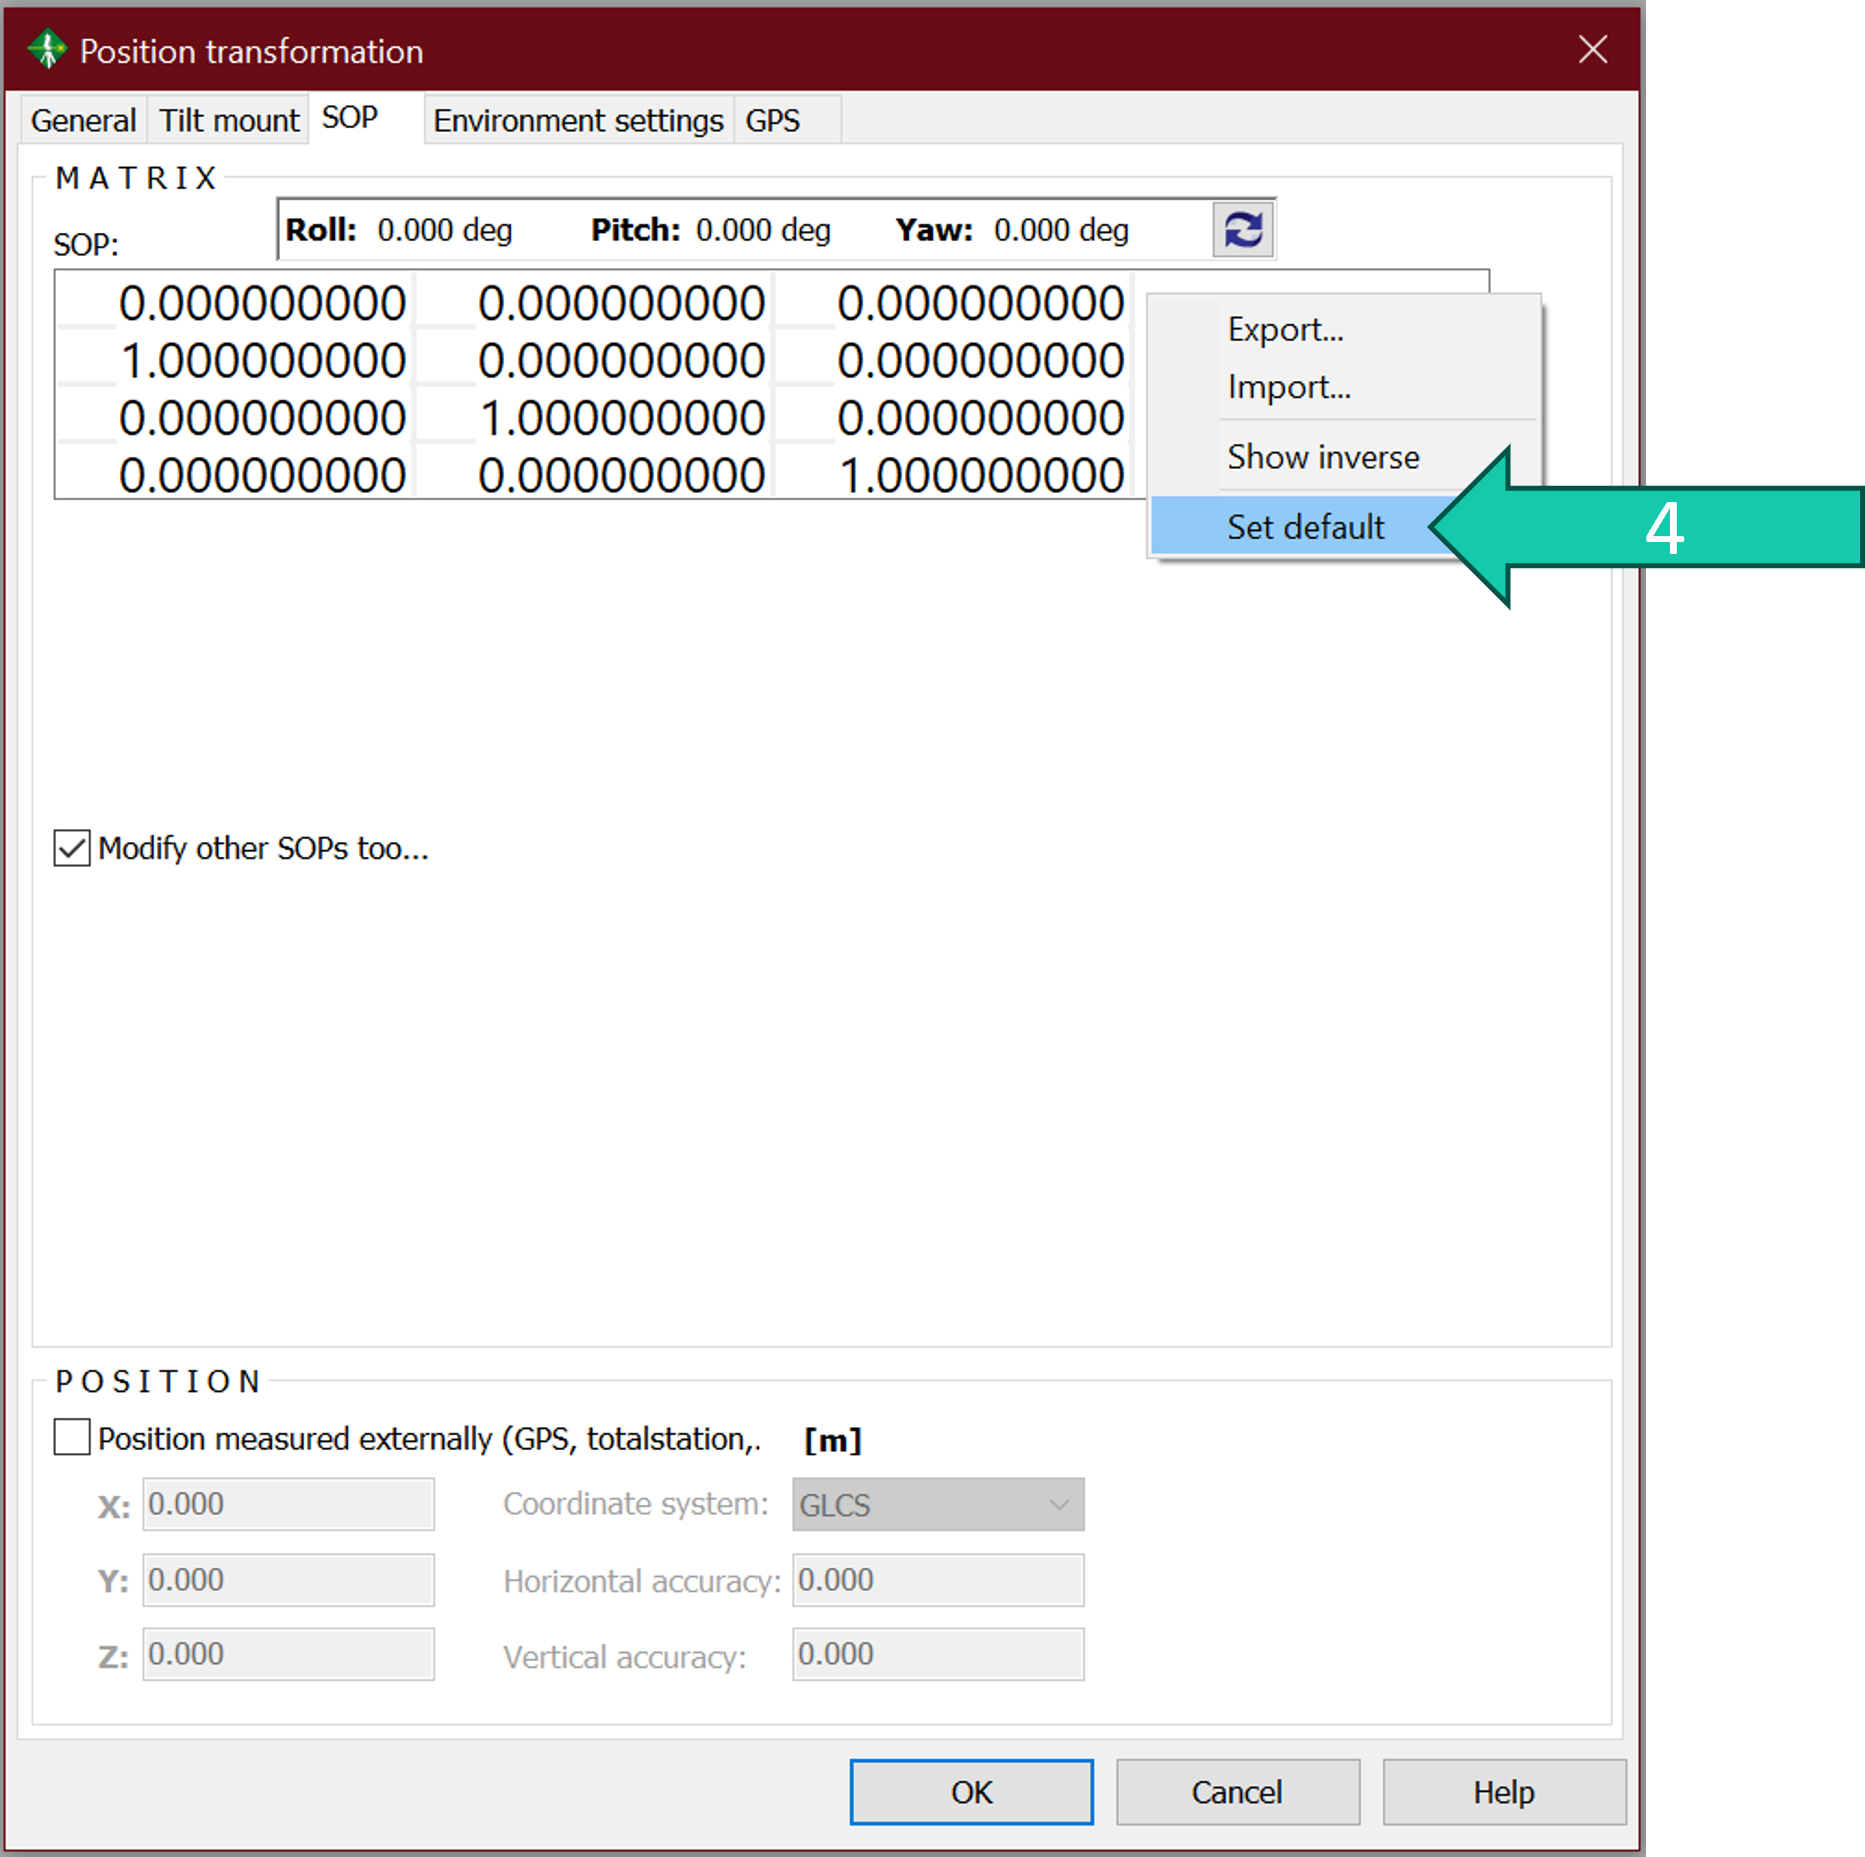 Position transformation
General Tilt mount SOP Environment settings GPS
MATRIX
SOP: Roll: 0.000 deg Pitch: 0.000 deg Yaw: 0.000 deg
0.000000000 0.000000000 0.000000000
1.000000000 0.000000000 0.000000000
0.000000000 1.000000000 0.000000000
0.000000000 0.000000000 1.000000000
Export...
Import...
Show inverse
Set default
4
Modify other SOPs too...
POSITION
Position measured externally (GPS, totalstation,. [m]
X: 0.000 Coordinate system: GLCS
Y: 0.000 Horizontal accuracy: 0.000
Z: 0.000 Vertical accuracy: 0.000
OK Cancel Help